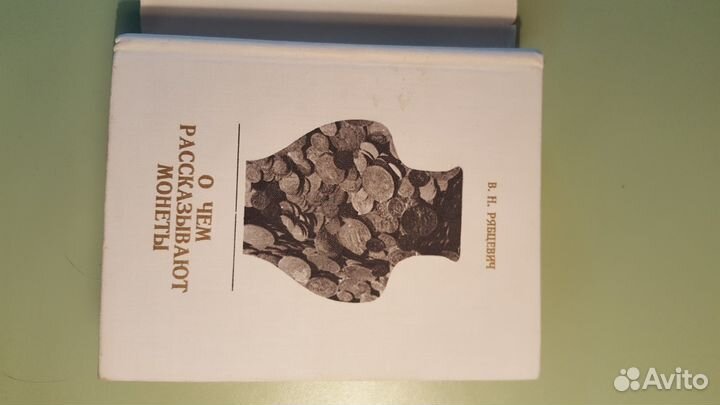 В. Н. РЯБЦЕВИЧ
О ЧЕМ
РАССКАЗЫВАЮТ
МОНЕТЫ
Avito